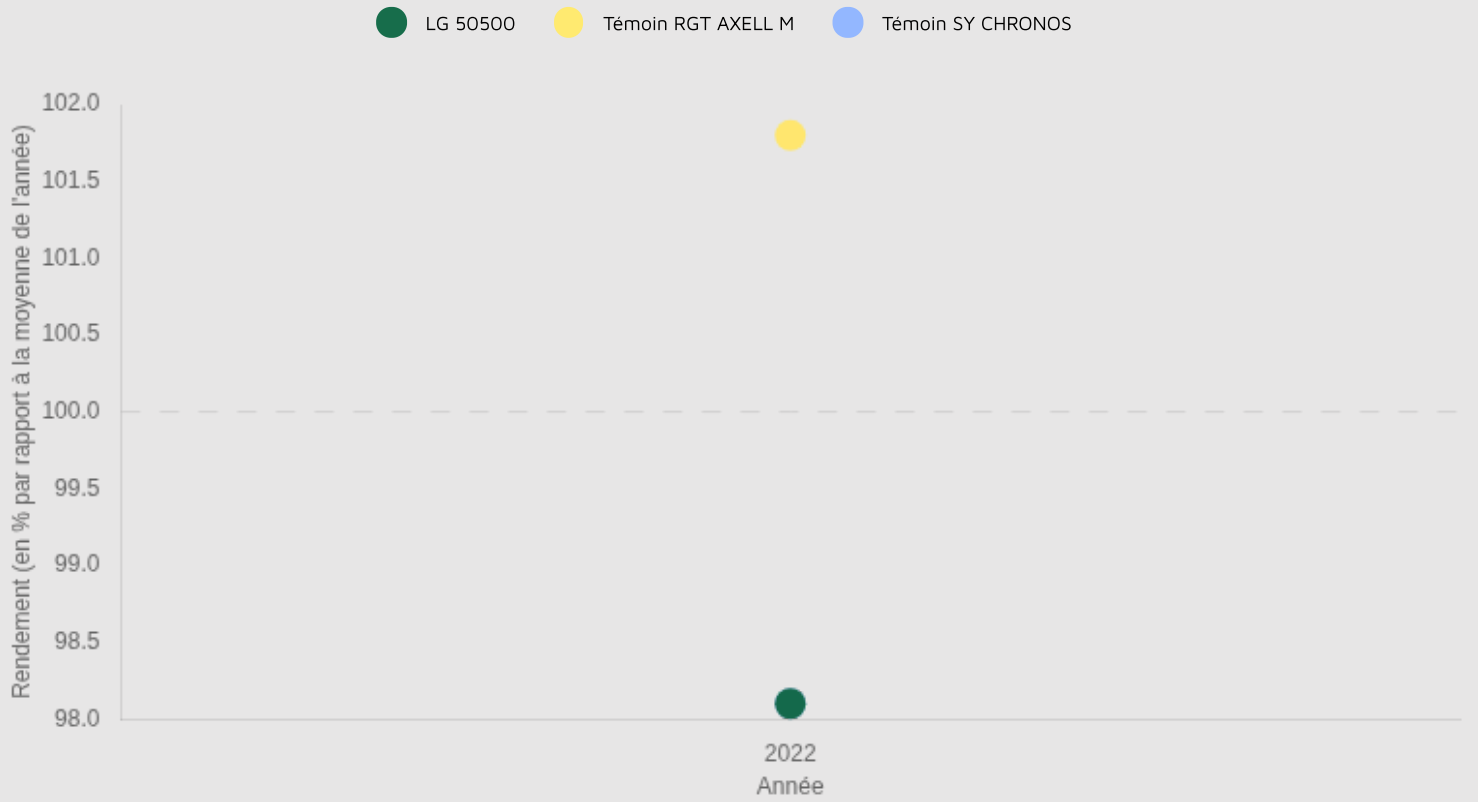 LG 50500
Témoin RGT AXELL M
Témoin SY CHRONOS
Rendement (en % par rapport à la moyenne de l'année)
102.0
101.5
101.0
100.5
100.0
99.5
99.0
98.5
98.0
2022
Année